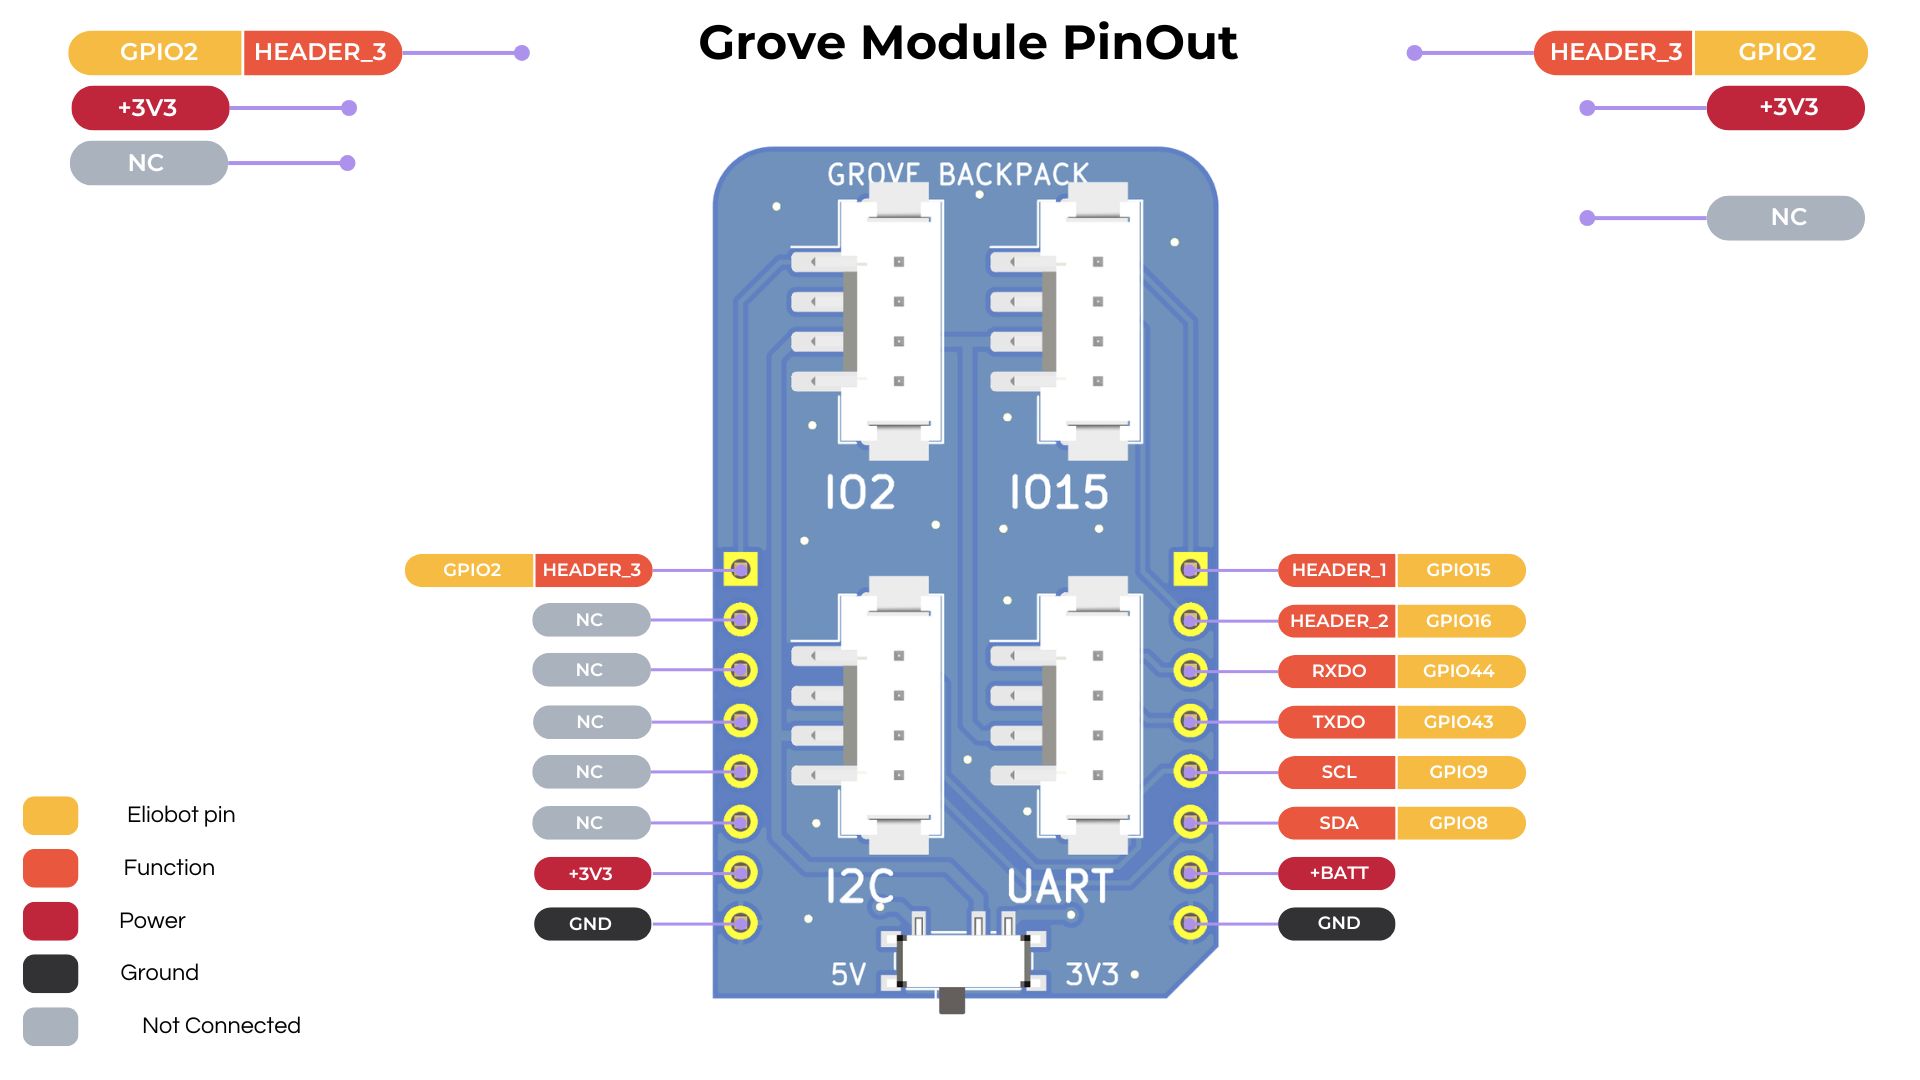 Grove Module PinOut
GPIO2 HEADER_3
+3V3
NC
HEADER_3 GPIO2
+3V3
NC
GROVE BACKPACK
IO2 IO15
GPIO2 HEADER_3
NC
NC
NC
NC
NC
+3V3
GND
HEADER_1 GPIO15
HEADER_2 GPIO16
RXDO GPIO44
TXDO GPIO43
SCL GPIO9
SDA GPIO8
+BATT
GND
I2C UART
5V 3V3
Eliobot pin
Function
Power
Ground
Not Connected